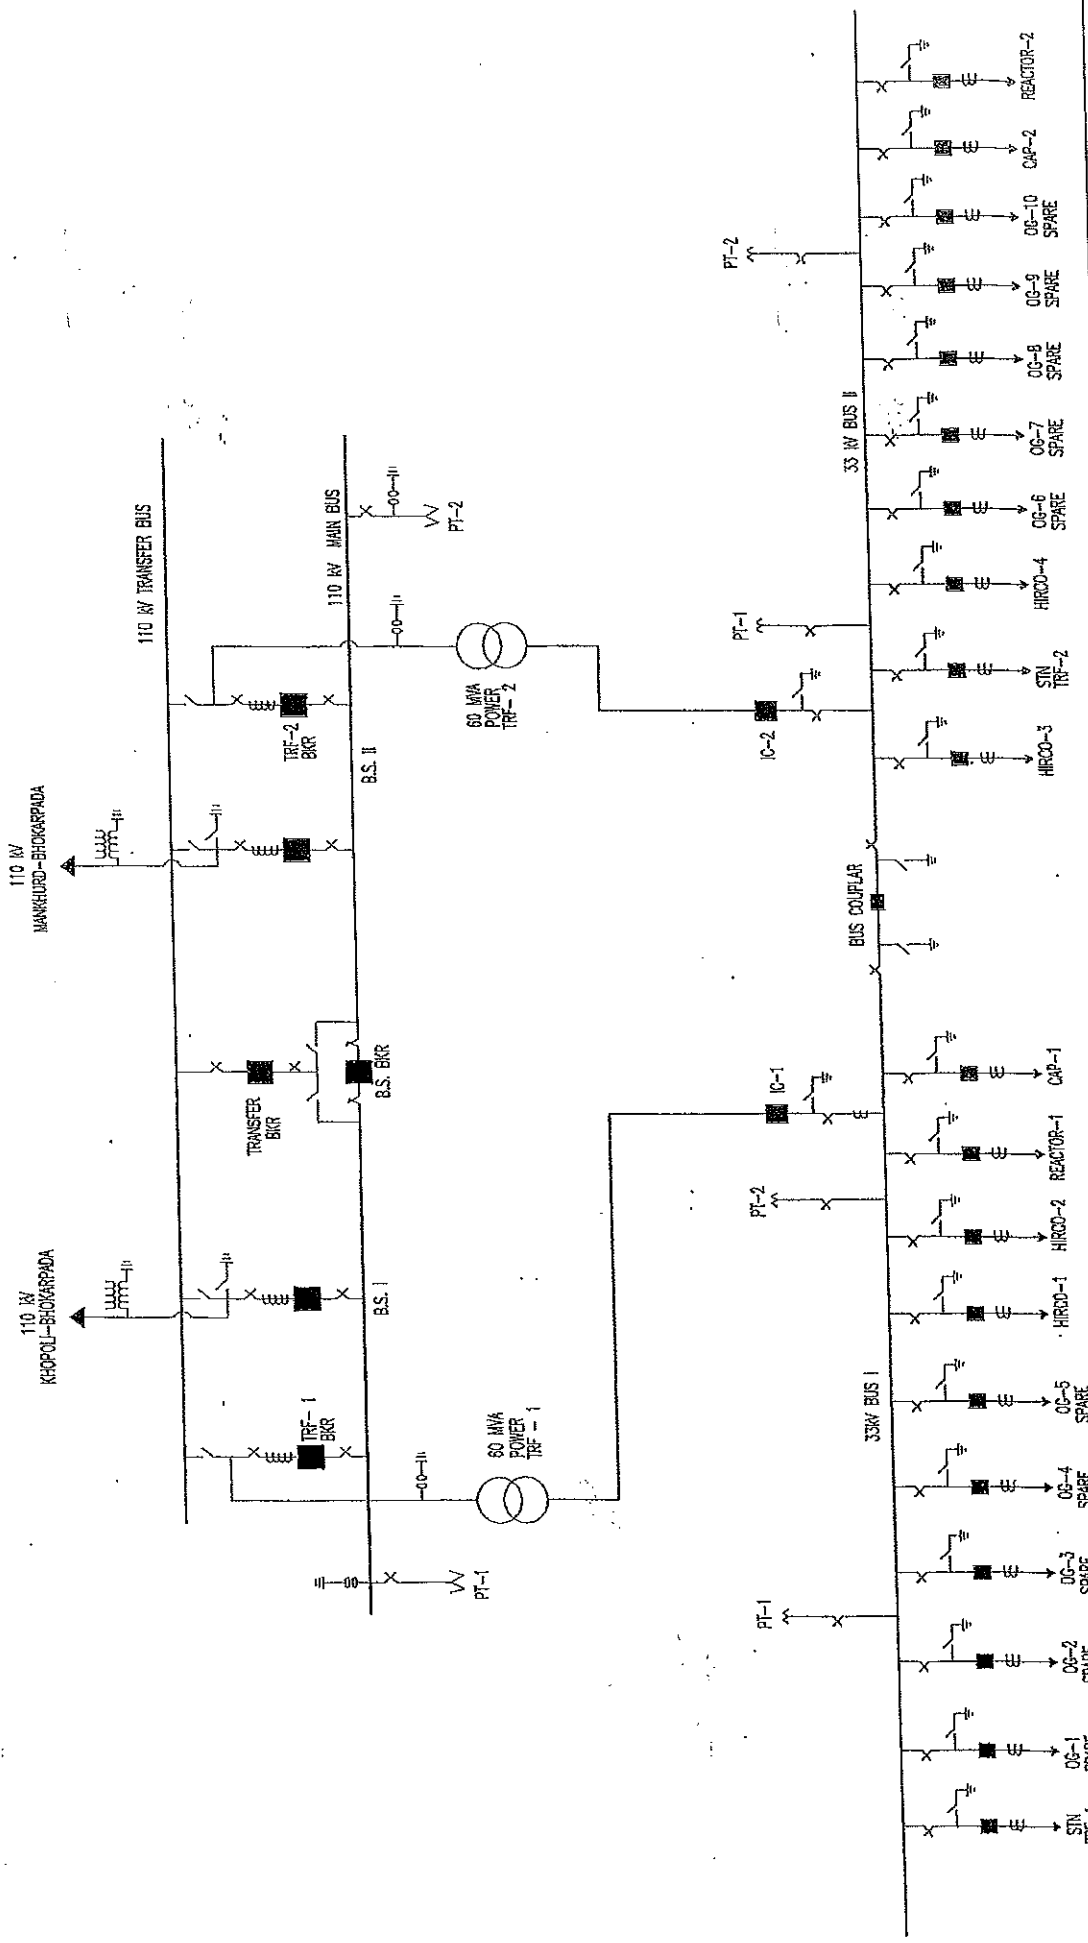 110 KV
KHOPOLI-BHOKARPADA
110 KV
MANKHURD-BHOKARPADA
110 KV TRANSFER BUS
110 KV MAIN BUS
TRF- 1
BKR
B.S. I
TRANSFER
BKR
B.S. BKR
B.S. II
TRF-2
BKR
PT-1
PT-2
60 MVA
POWER
TRF - 1
60 MVA
POWER
TRF- 2
PT-1
PT-2
IC-1
IC-2
PT-1
PT-2
33KV BUS I
BUS COUPLAR
33 KV BUS II
STN
OG-1
OG-2
OG-3
SPARE
OG-4
SPARE
OG-5
SPARE
HIRCO-1
HIRCO-2
REACTOR-1
CAP-1
HIRCO-3
STN
TRF-2
HIRCO-4
OG-6
SPARE
OG-7
SPARE
OG-8
SPARE
OG-9
SPARE
OG-10
SPARE
CAP-2
REACTOR-2